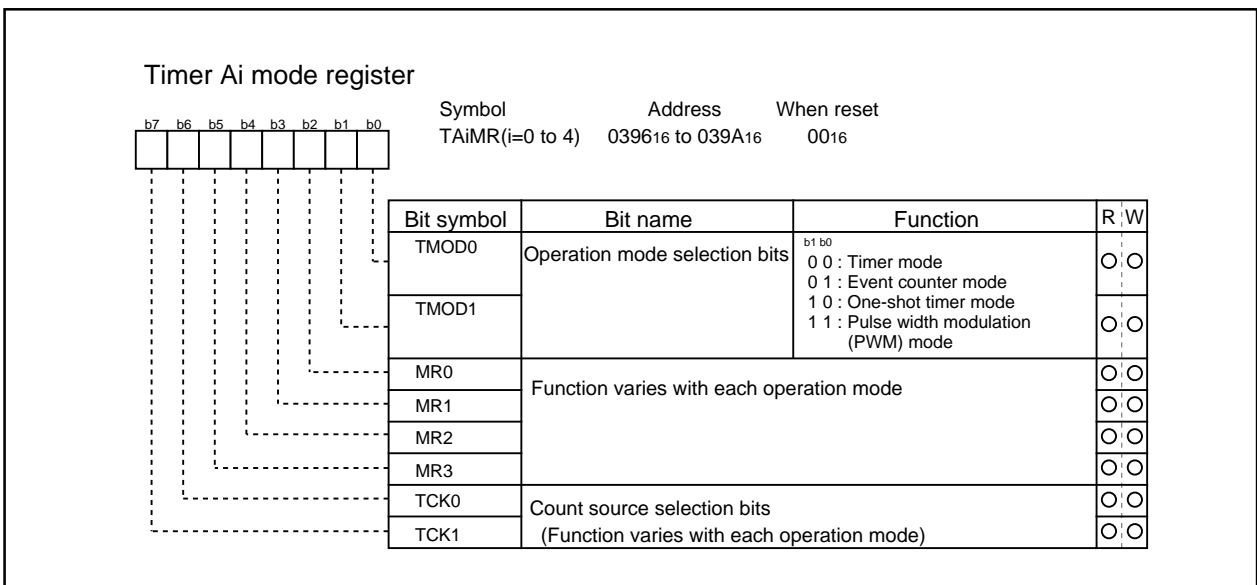 Timer Ai mode register
Symbol Address When reset
TAiMR(i=0 to 4) 039616 to 039A16 0016
b7 b6 b5 b4 b3 b2 b1 b0
Bit symbol Bit name Function R W
TMOD0 Operation mode selection bits b1 b0
0 0 : Timer mode
0 1 : Event counter mode
TMOD1 1 0 : One-shot timer mode
1 1 : Pulse width modulation
(PWM) mode
MR0 Function varies with each operation mode
MR1
MR2
MR3
TCK0 Count source selection bits
TCK1 (Function varies with each operation mode)